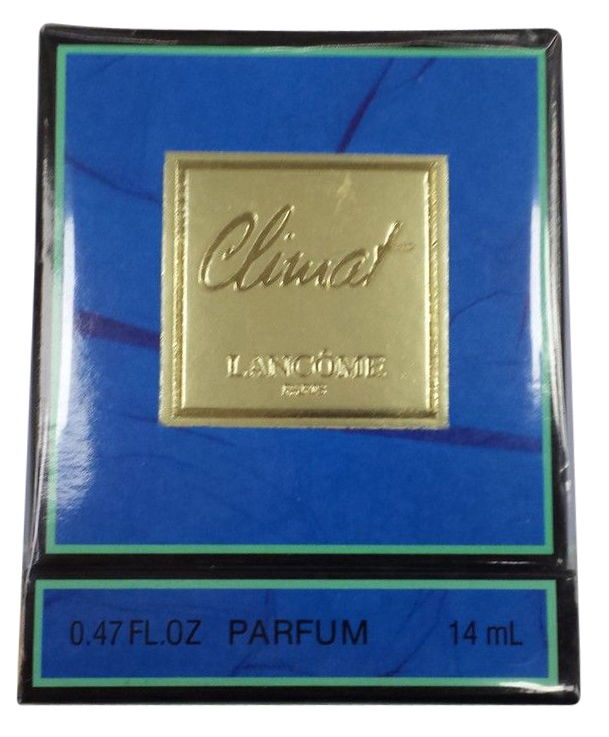 Climat
LANCÔME
0.47 FL.OZ PARFUM 14 mL